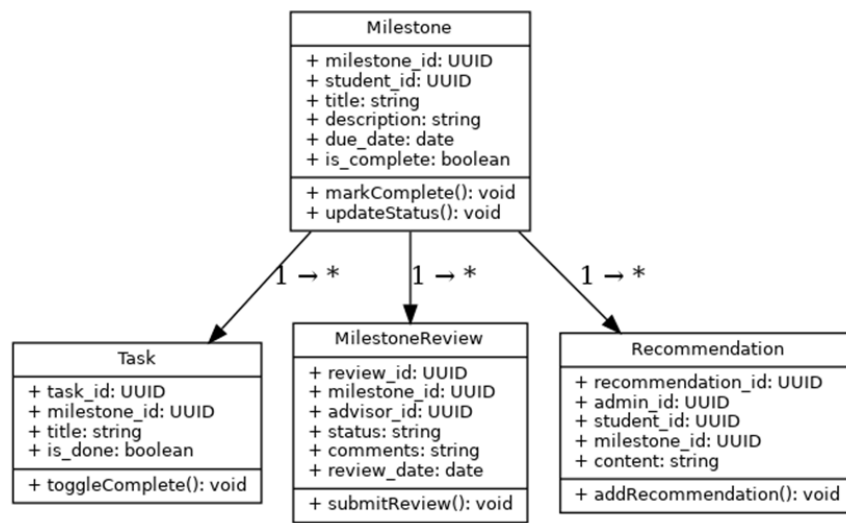 Milestone
+ milestone_id: UUID
+ student_id: UUID
+ title: string
+ description: string
+ due_date: date
+ is_complete: boolean
+ markComplete(): void
+ updateStatus(): void
1 → *
1 → *
1 → *
Task
+ task_id: UUID
+ milestone_id: UUID
+ title: string
+ is_done: boolean
+ toggleComplete(): void
MilestoneReview
+ review_id: UUID
+ milestone_id: UUID
+ advisor_id: UUID
+ status: string
+ comments: string
+ review_date: date
+ submitReview(): void
Recommendation
+ recommendation_id: UUID
+ admin_id: UUID
+ student_id: UUID
+ milestone_id: UUID
+ content: string
+ addRecommendation(): void